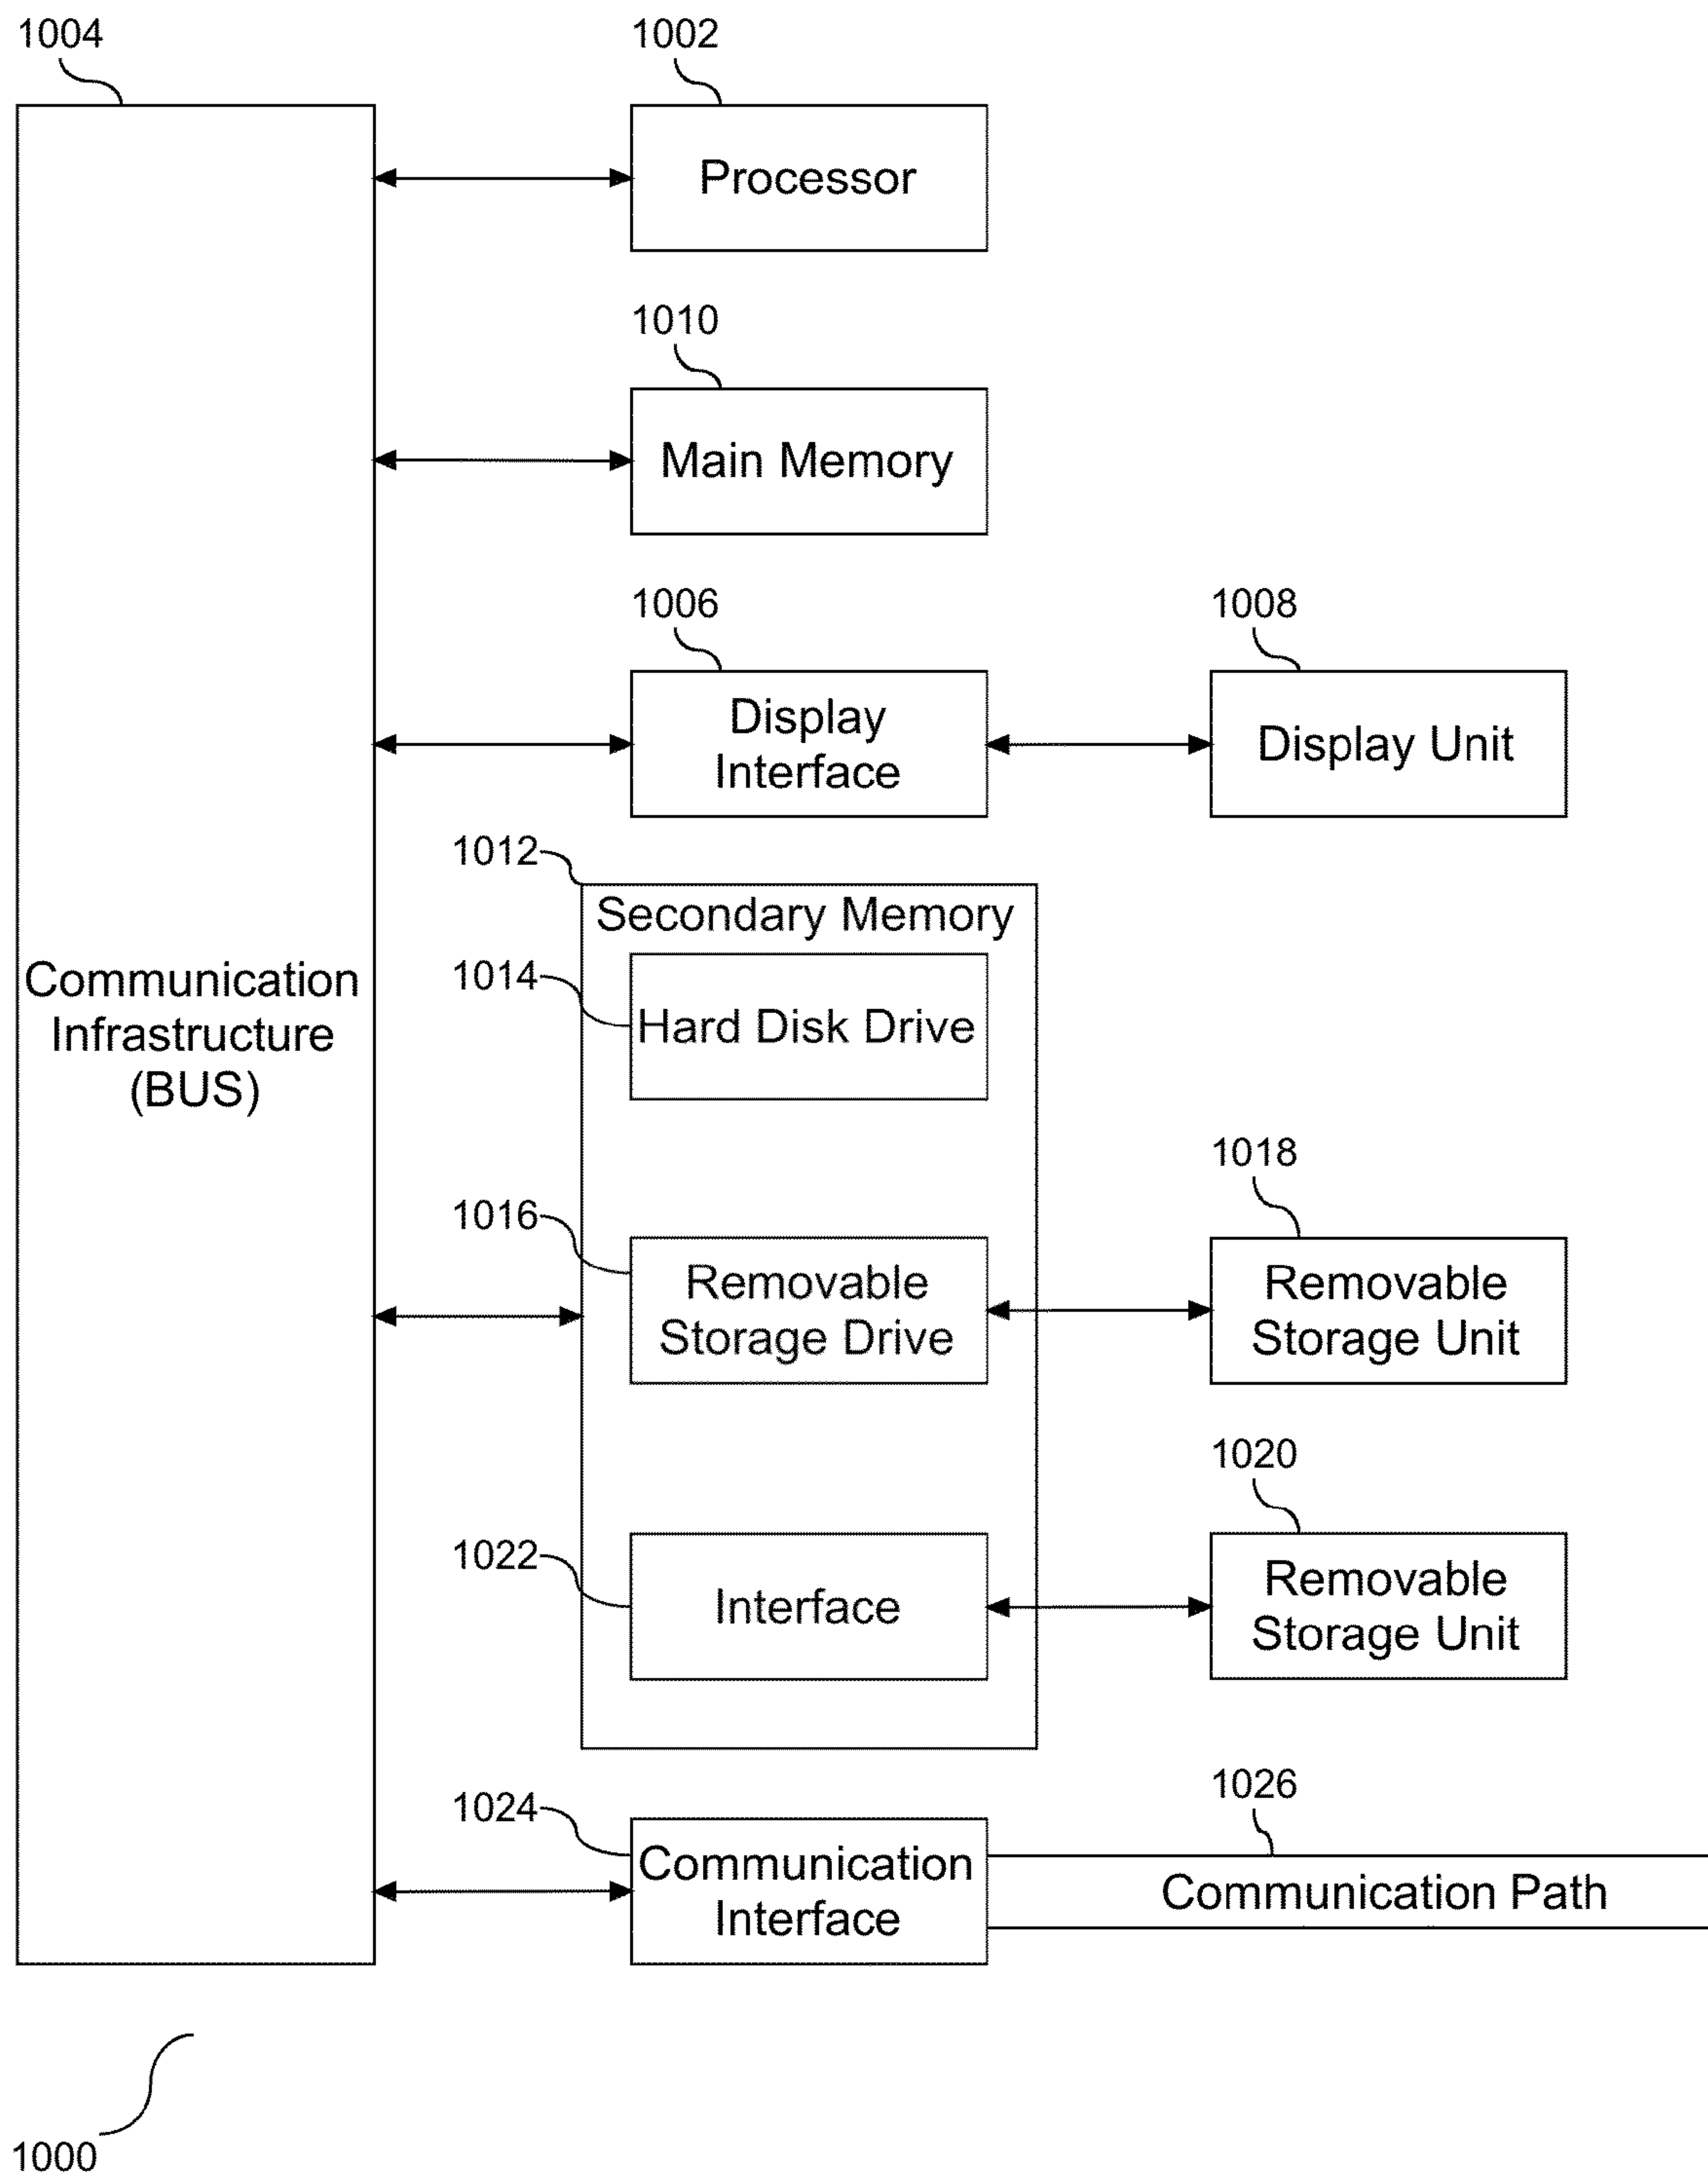 1004
1002
Processor
1010
Main Memory
1006
1008
Display
Interface
Display Unit
1012
Secondary Memory
1014
Hard Disk Drive
Communication
Infrastructure
(BUS)
1018
1016
Removable
Storage Drive
Removable
Storage Unit
1020
1022
Interface
Removable
Storage Unit
1026
1024
Communication
Interface
Communication Path
1000